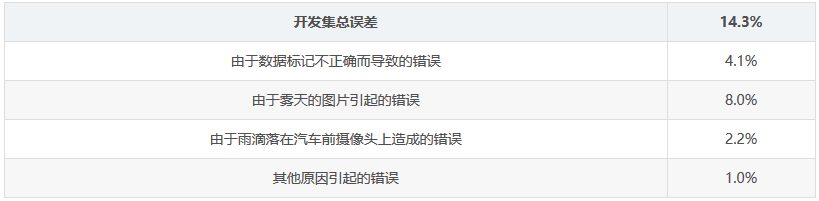 开发集总误差 14.3%
由于数据标记不正确而导致的错误 4.1%
由于雾天的图片引起的错误 8.0%
由于雨滴落在汽车前摄像头上造成的错误 2.2%
其他原因引起的错误 1.0%